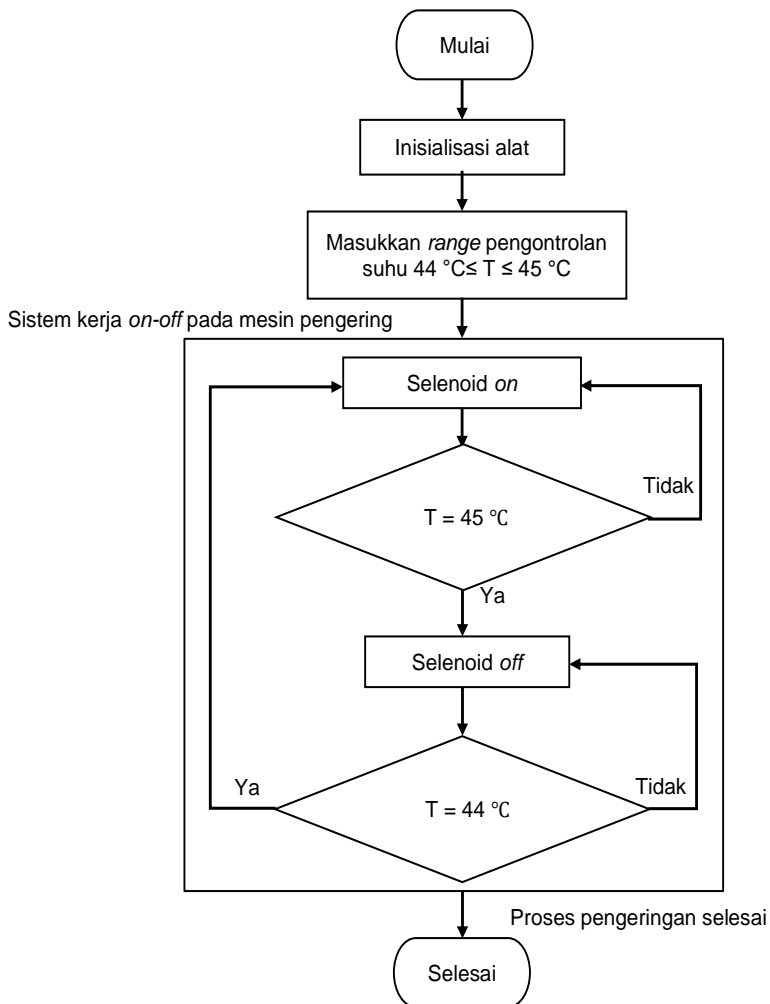 Mulai
Inisialisasi alat
Masukkan range pengontrolan
suhu 44 °C≤ T ≤ 45 °C
Sistem kerja on-off pada mesin pengering
Selenoid on
Tidak
T = 45 ℃
Ya
Selenoid off
Ya
Tidak
T = 44 ℃
Proses pengeringan selesai
Selesai